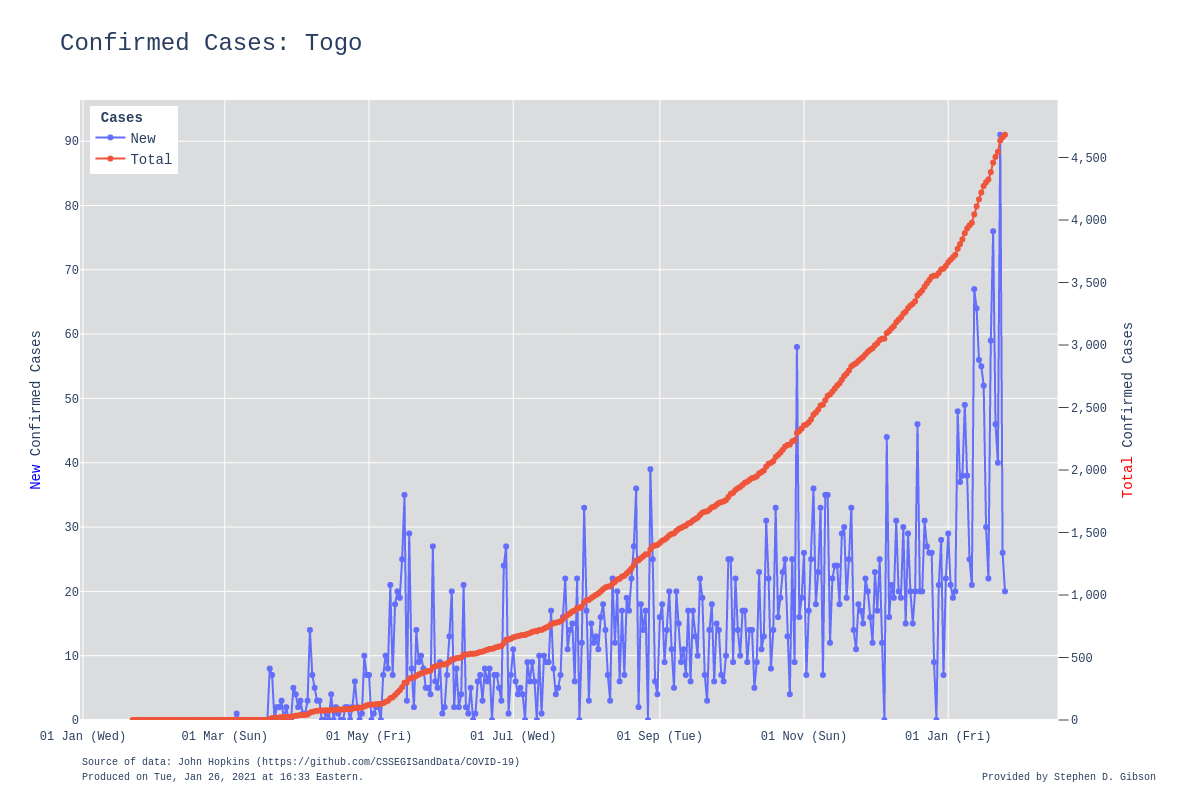 Confirmed Cases: Togo
Cases
New
Total
90
80
70
60
50
40
30
20
10
0
4,500
4,000
3,500
3,000
2,500
2,000
1,500
1,000
500
0
New Confirmed Cases
Total Confirmed Cases
01 Jan (Wed) 01 Mar (Sun) 01 May (Fri) 01 Jul (Wed) 01 Sep (Tue) 01 Nov (Sun) 01 Jan (Fri)
Source of data: John Hopkins (https://github.com/CSSEGISandData/COVID-19)
Produced on Tue, Jan 26, 2021 at 16:33 Eastern.
Provided by Stephen D. Gibson